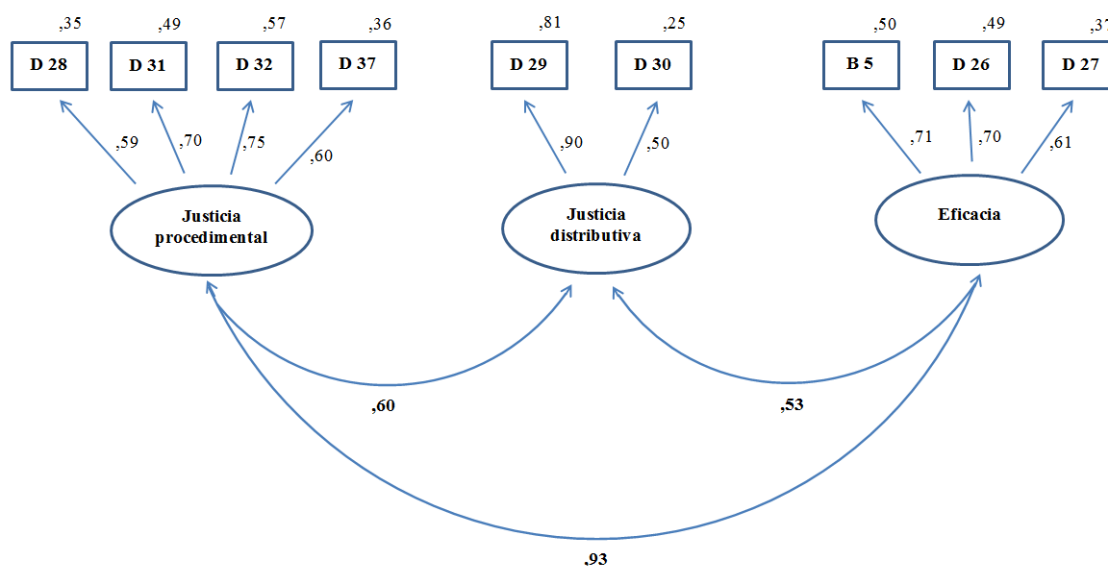 ,35 ,49 ,57 ,36 ,81 ,25 ,50 ,49 ,37
D 28 D 31 D 32 D 37 D 29 D 30 B 5 D 26 D 27
,59 ,70 ,75 ,60 ,90 ,50 ,71 ,70 ,61
Justicia
procedimental
Justicia
distributiva
Eficacia
,60 ,53
,93